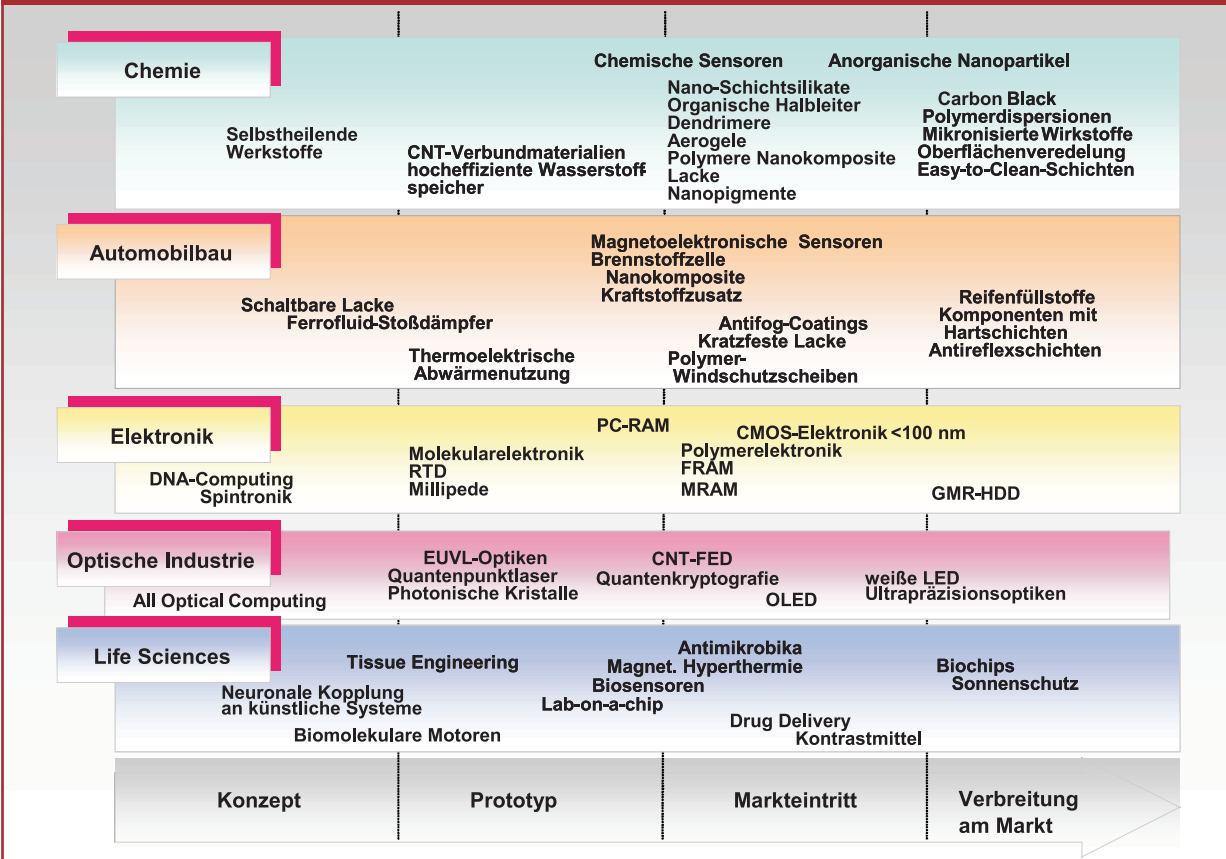 Chemie
Chemische Sensoren
Anorganische Nanopartikel
Selbstheilende
Werkstoffe
CNT-Verbundmaterialien
hocheffiziente Wasserstoff-
speicher
Nano-Schichtsilikate
Organische Halbleiter
Dendrimere
Aerogele
Polymere Nanokomposite
Lacke
Nanopigmente
Carbon Black
Polymerdispersionen
Mikronisierte Wirkstoffe
Oberflächenveredelung
Easy-to-Clean-Schichten
Automobilbau
Magnetoelektronische Sensoren
Brennstoffzelle
Nanokomposite
Kraftstoffzusatz
Schaltbare Lacke
Ferrofluid-Stoßdämpfer
Thermoelektrische
Abwärmenutzung
Antifog-Coatings
Kratzfeste Lacke
Polymer-
Windschutzscheiben
Reifenfüllstoffe
Komponenten mit
Hartschichten
Antireflexschichten
Elektronik
PC-RAM
CMOS-Elektronik <100 nm
DNA-Computing
Spintronik
Molekularelektronik
RTD
Millipede
Polymerelektronik
FRAM
MRAM
GMR-HDD
Optische Industrie
All Optical Computing
EUVL-Optiken
Quantenpunktlaser
Photonische Kristalle
CNT-FED
Quantenkryptografie
OLED
weiße LED
Ultrapräzisionsoptiken
Life Sciences
Tissue Engineering
Neuronale Kopplung
an künstliche Systeme
Biomolekulare Motoren
Antimikrobika
Magnet. Hyperthermie
Biosensoren
Lab-on-a-chip
Drug Delivery
Kontrastmittel
Biochips
Sonnenschutz
Konzept
Prototyp
Markteintritt
Verbreitung
am Markt